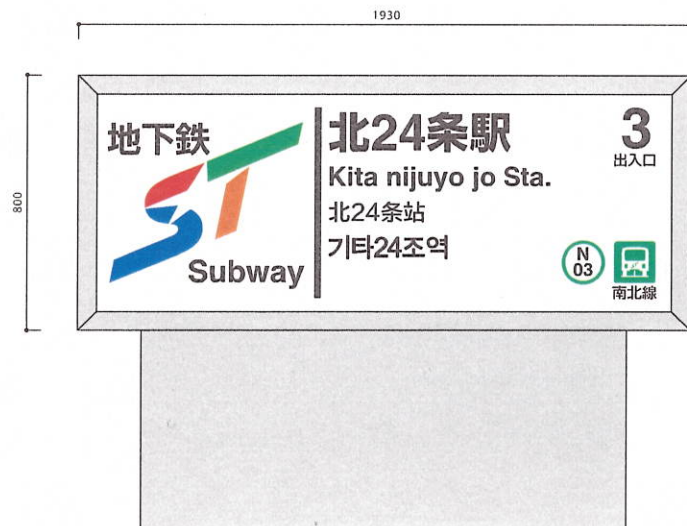 1930
800
地下鉄
ST
Subway
北24条駅
Kita nijuyo jo Sta.
北24条站
기타24조역
3
出入口
N
03
南北線